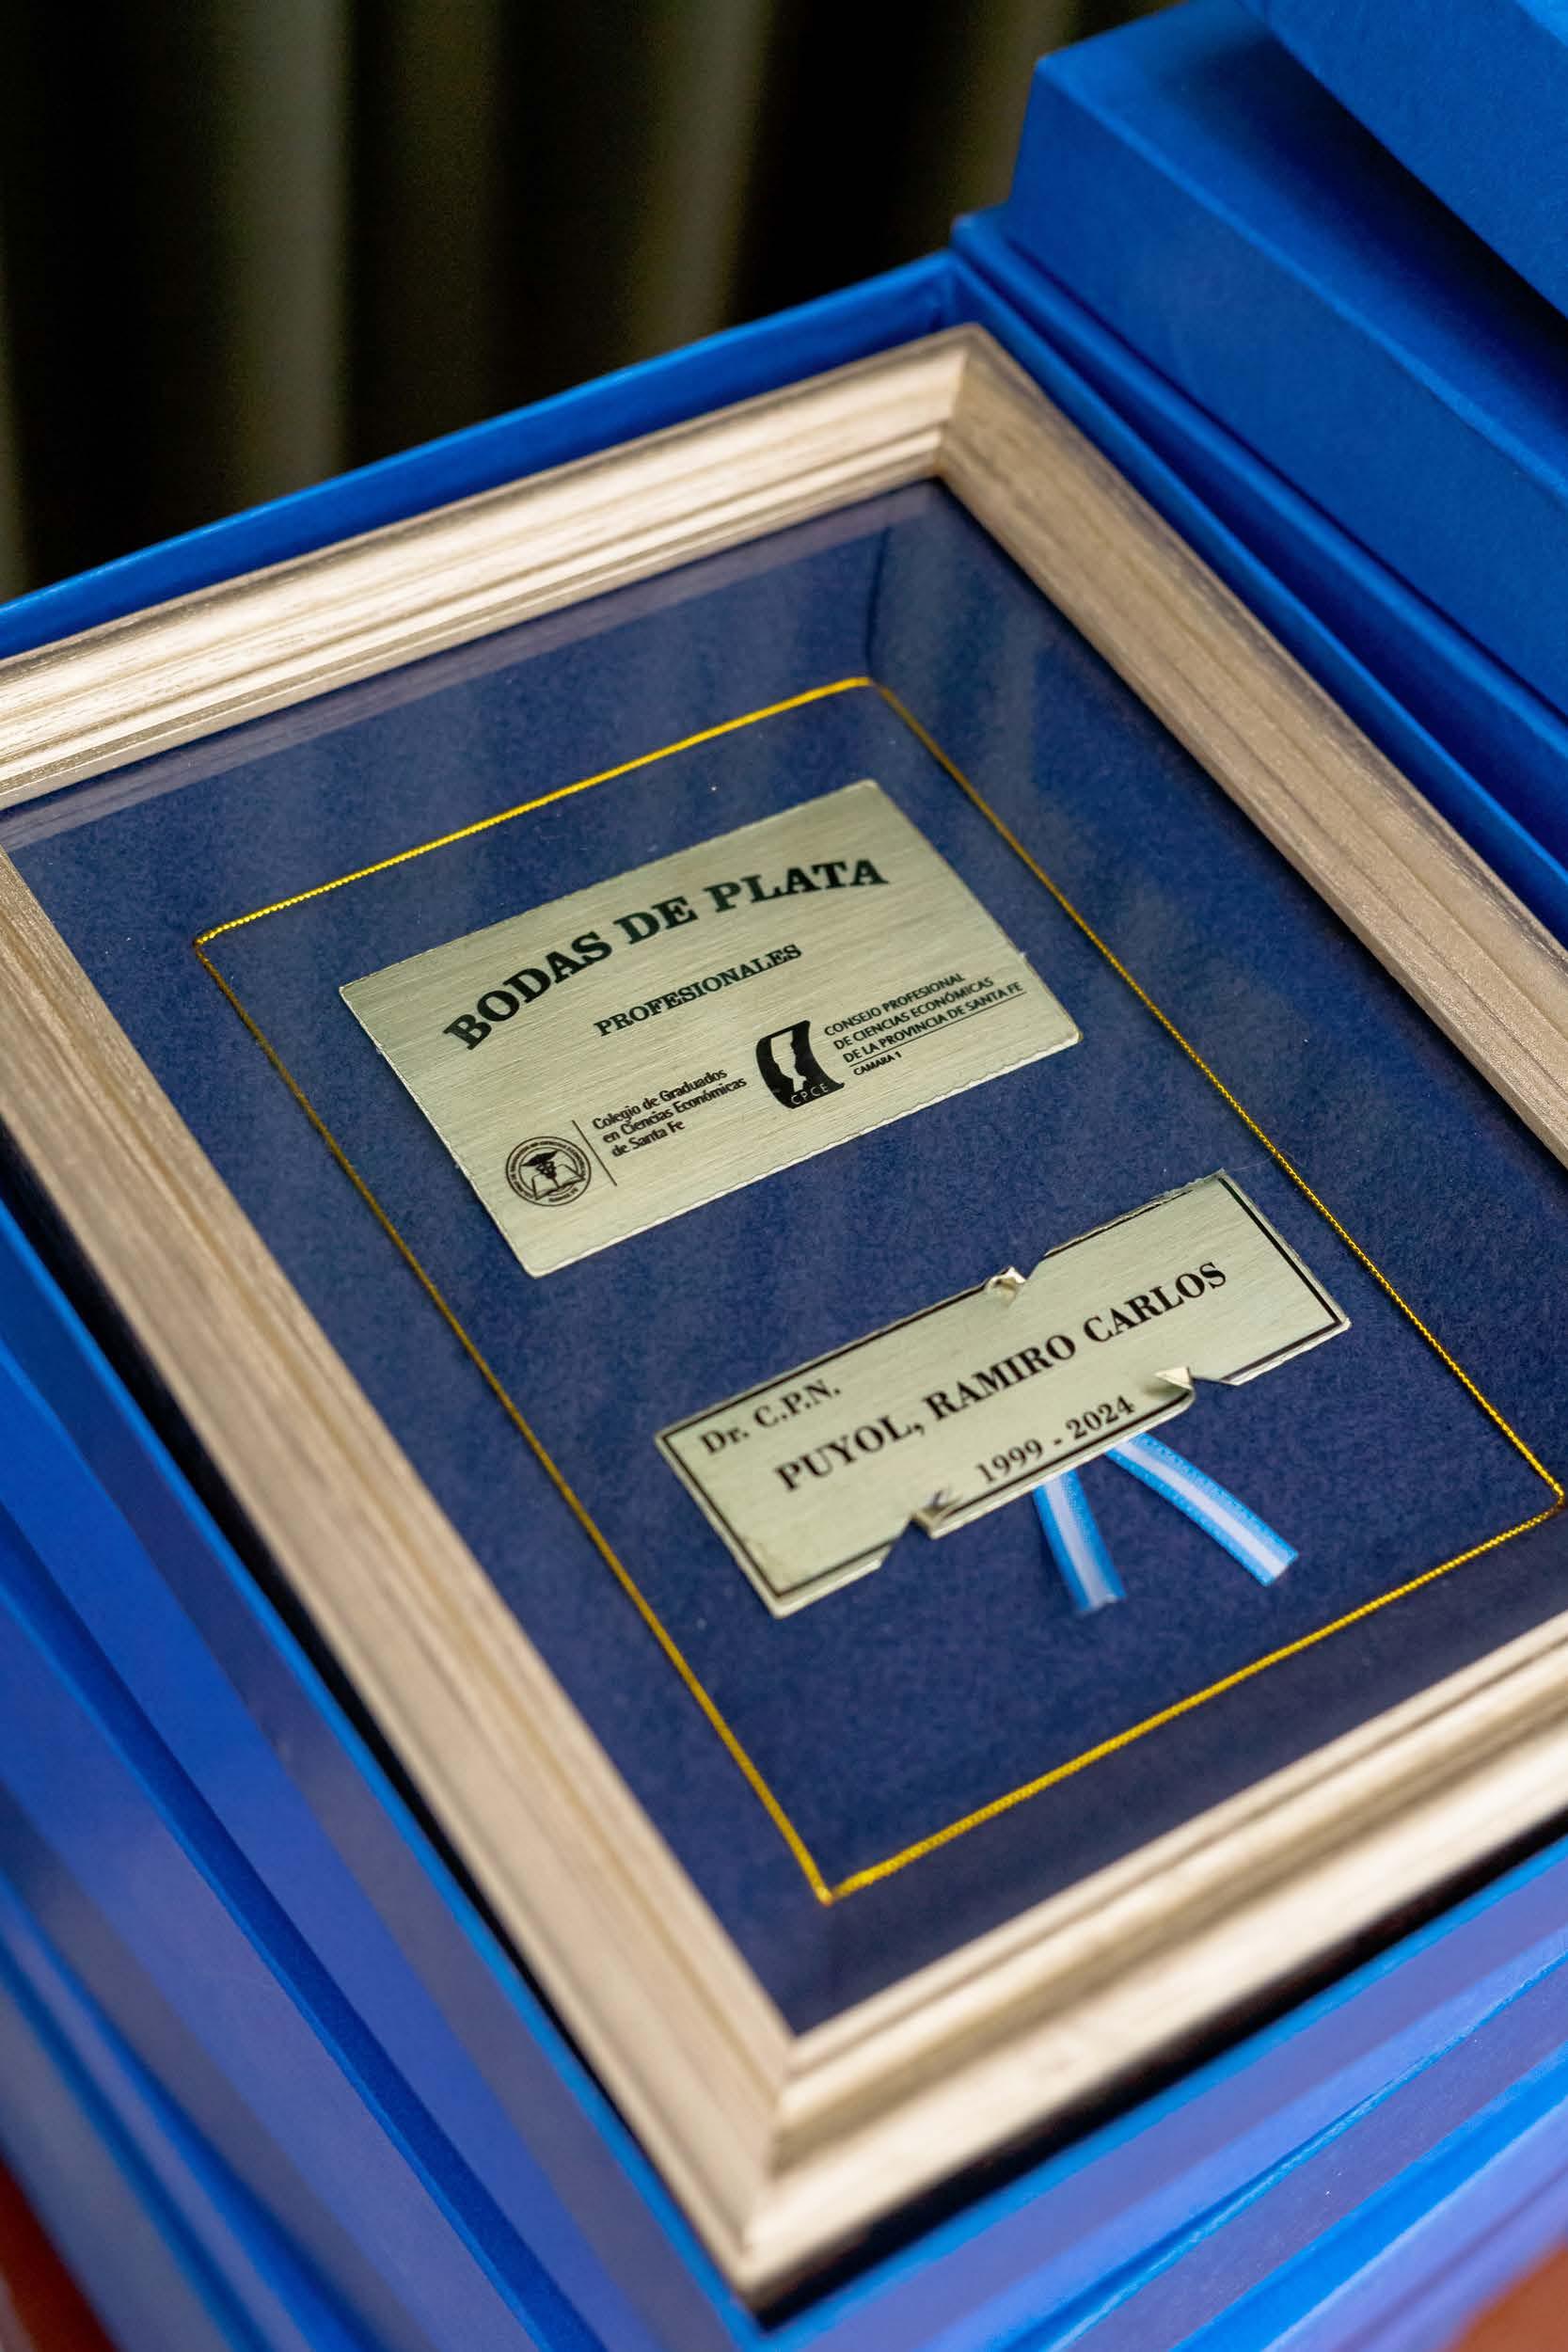 BODAS DE PLATA
PROFESIONALES
Colegio de Graduados
en Ciencias Económicas
de Santa Fe
CPCE
CONSEJO PROFESIONAL
DE CIENCIAS ECONÓMICAS
DE LA PROVINCIA DE SANTA FE
CÁMARA 1
Dr. C.P.N.
PUYOL, RAMIRO CARLOS
1999 - 2024